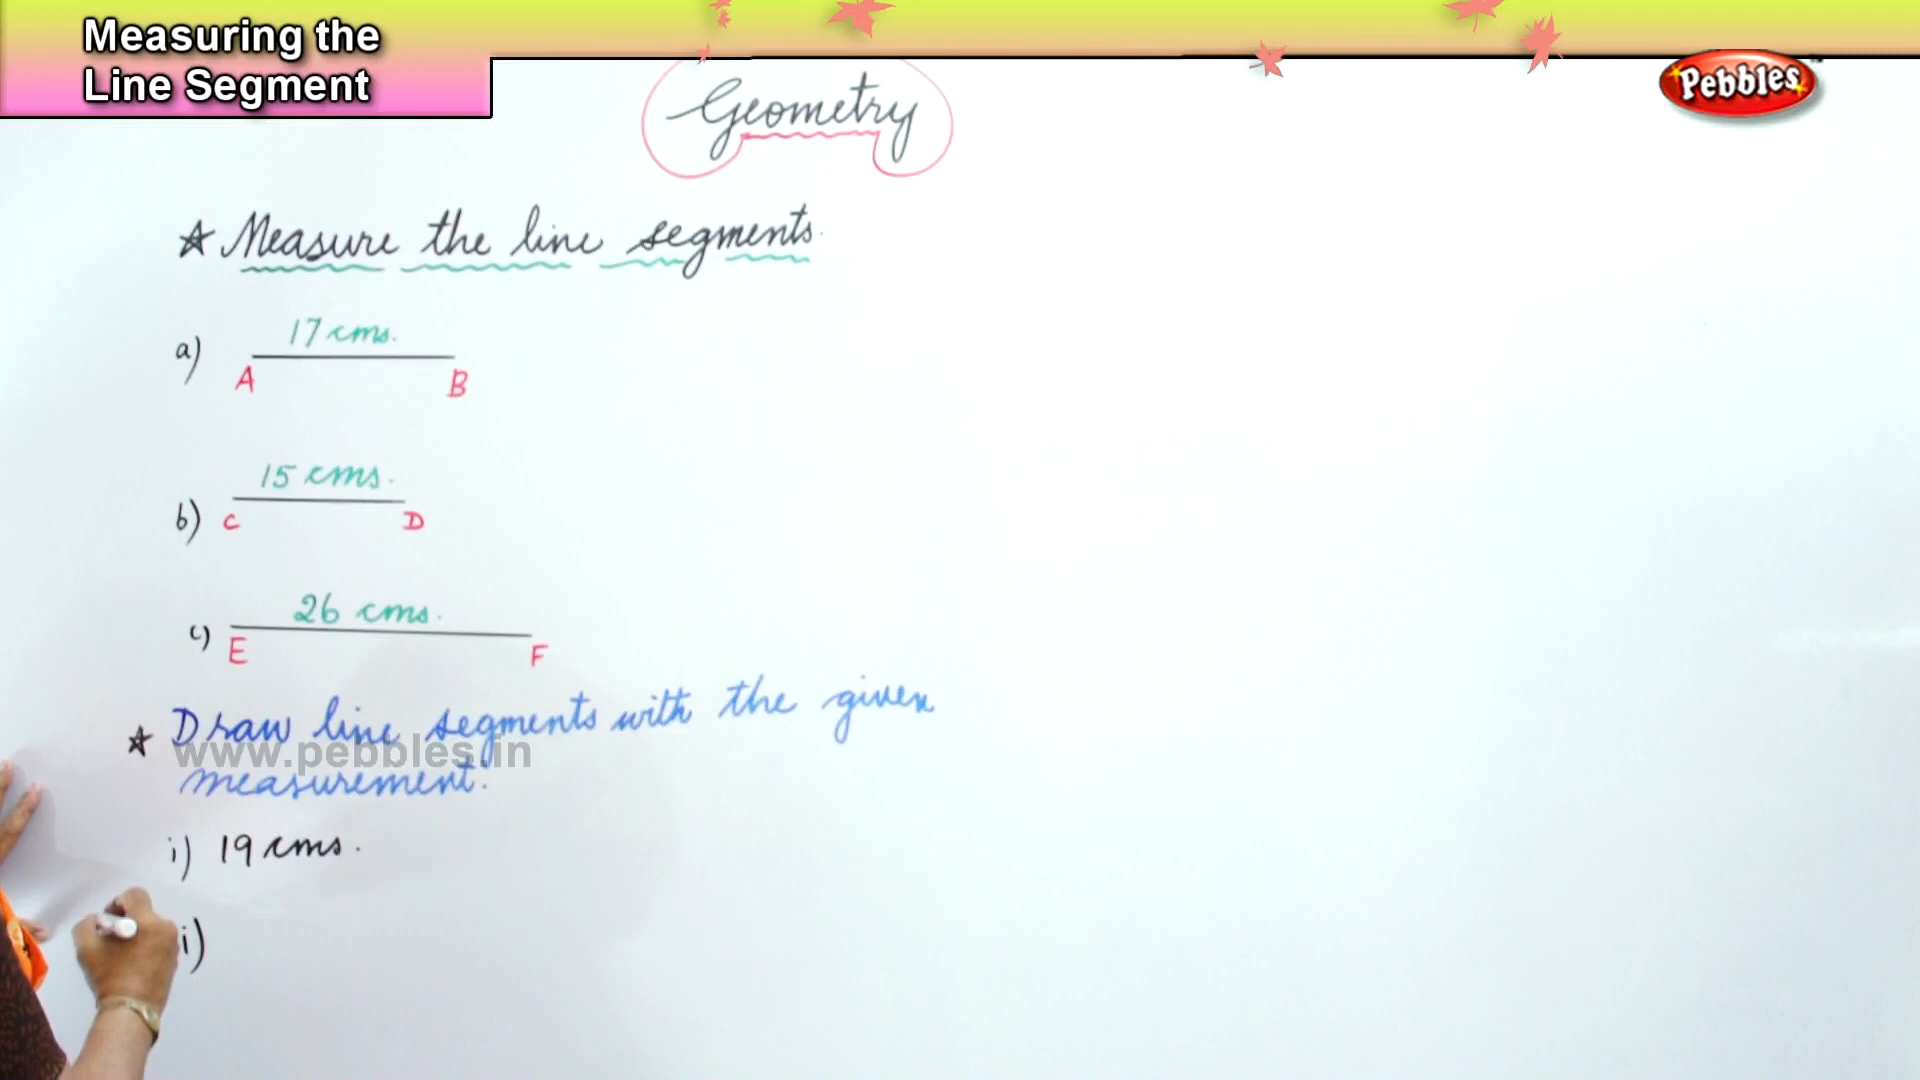 Measuring the
Line Segment
Pebbles
Geometry
Measure the line segments.
a) 17 cms.
A B
b) 15 cms.
C D
c) 26 cms.
E F
Draw line segments with the given
www.pebbles.in
measurement.
i) 19 cms.
i)